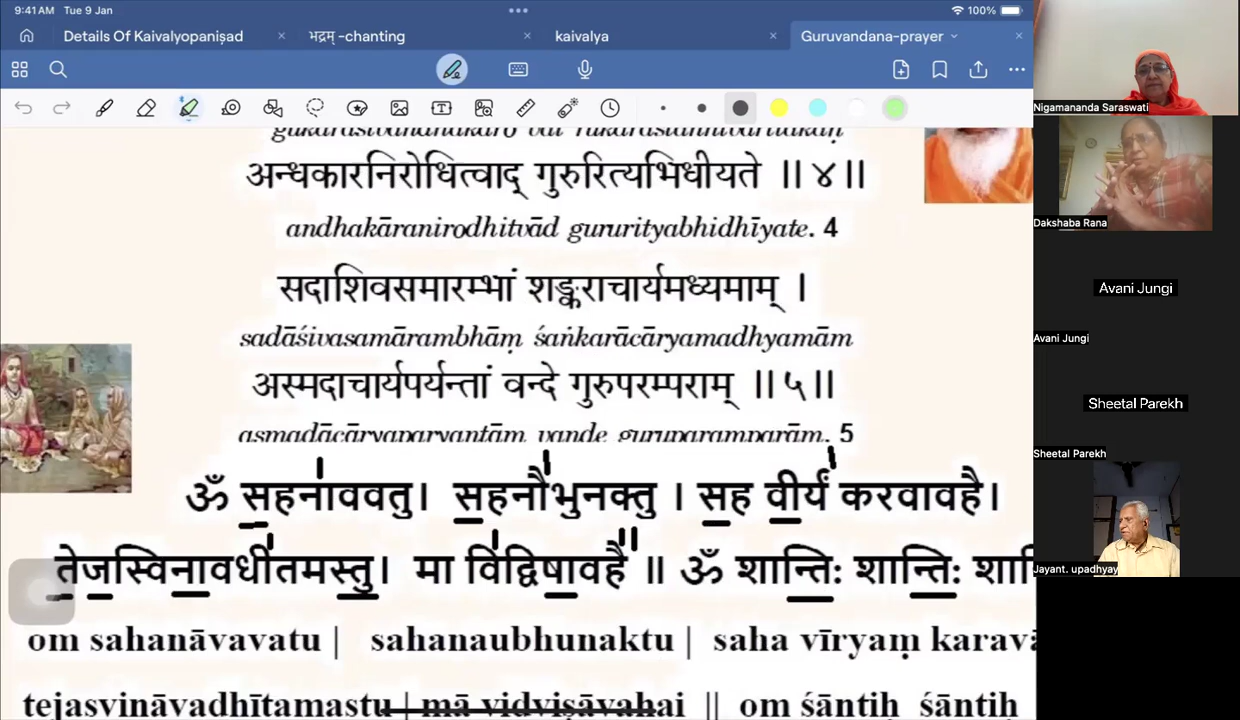 9:41 AM Tue 9 Jan
100%
Details Of Kaivalyopaniṣad
भद्रम् -chanting
kaivalya
Guruvandana-prayer
अन्धकारनिरोधित्वाद् गुरुरित्यभिधीयते ॥४॥
andhakāranirodhitvād gururityabhidhīyate. 4
सदाशिवसमारम्भां शङ्कराचार्यमध्यमाम् ।
sadāśivasamārambhāṃ śaṅkarācāryamadhyamām
अस्मदाचार्यपर्यन्तां वन्दे गुरुपरम्पराम् ॥५॥
asmadācāryaparyantāṃ vande guruparamparām. 5
ॐ सहनाववतु। सहनौभुनक्तु । सह वीर्यं करवावहै।
तेजस्विनावधीतमस्तु। मा विद्विषावहै ॥ ॐ शान्तिः शान्तिः
om sahanāvavatu | sahanaubhunaktu | saha vīryaṃ
tejasvināvadhītamastu | mā vidviṣāvahai || om śāntiḥ śāntiḥ
Nigamananda Saraswati
Dakshaba Rana
Avani Jungi
Avani Jungi
Sheetal Parekh
Sheetal Parekh
Jayant. upadhyay